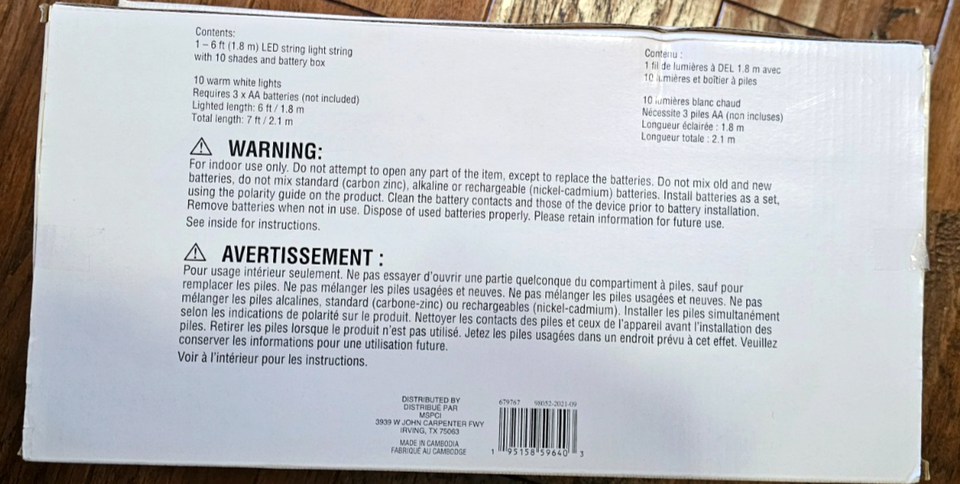 Contents:
1 – 6 ft (1.8 m) LED string light string
with 10 shades and battery box
10 warm white lights
Requires 3 x AA batteries (not included)
Lighted length: 6 ft / 1.8 m
Total length: 7 ft / 2.1 m
Contenu :
1 fil de lumières à DEL 1.8 m avec
10 lumières et boîtier à piles
10 lumières blanc chaud
Nécessite 3 piles AA (non incluses)
Longueur éclairée : 1.8 m
Longueur totale : 2.1 m
WARNING:
For indoor use only. Do not attempt to open any part of the item, except to replace the batteries. Do not mix old and new
batteries, do not mix standard (carbon zinc), alkaline or rechargeable (nickel-cadmium) batteries. Install batteries as a set,
using the polarity guide on the product. Clean the battery contacts and those of the device prior to battery installation.
Remove batteries when not in use. Dispose of used batteries properly. Please retain information for future use.
See inside for instructions.
AVERTISSEMENT :
Pour usage intérieur seulement. Ne pas essayer d'ouvrir une partie quelconque du compartiment à piles, sauf pour
remplacer les piles. Ne pas mélanger les piles usagées et neuves. Ne pas mélanger les piles usagées et neuves. Ne pas
mélanger les piles alcalines, standard (carbone-zinc) ou rechargeables (nickel-cadmium). Installer les piles simultanément
selon les indications de polarité sur le produit. Nettoyer les contacts des piles et ceux de l'appareil avant l'installation des
piles. Retirer les piles lorsque le produit n'est pas utilisé. Jetez les piles usagées dans un endroit prévu à cet effet. Veuillez
conserver les informations pour une utilisation future.
Voir à l'intérieur pour les instructions.
DISTRIBUTED BY
DISTRIBUÉ PAR
MSPCI
3939 W JOHN CARPENTER FWY
IRVING, TX 75063
MADE IN CAMBODIA
FABRIQUÉ AU CAMBODGE
679767 98052-2021-09
1 95158 59640 3